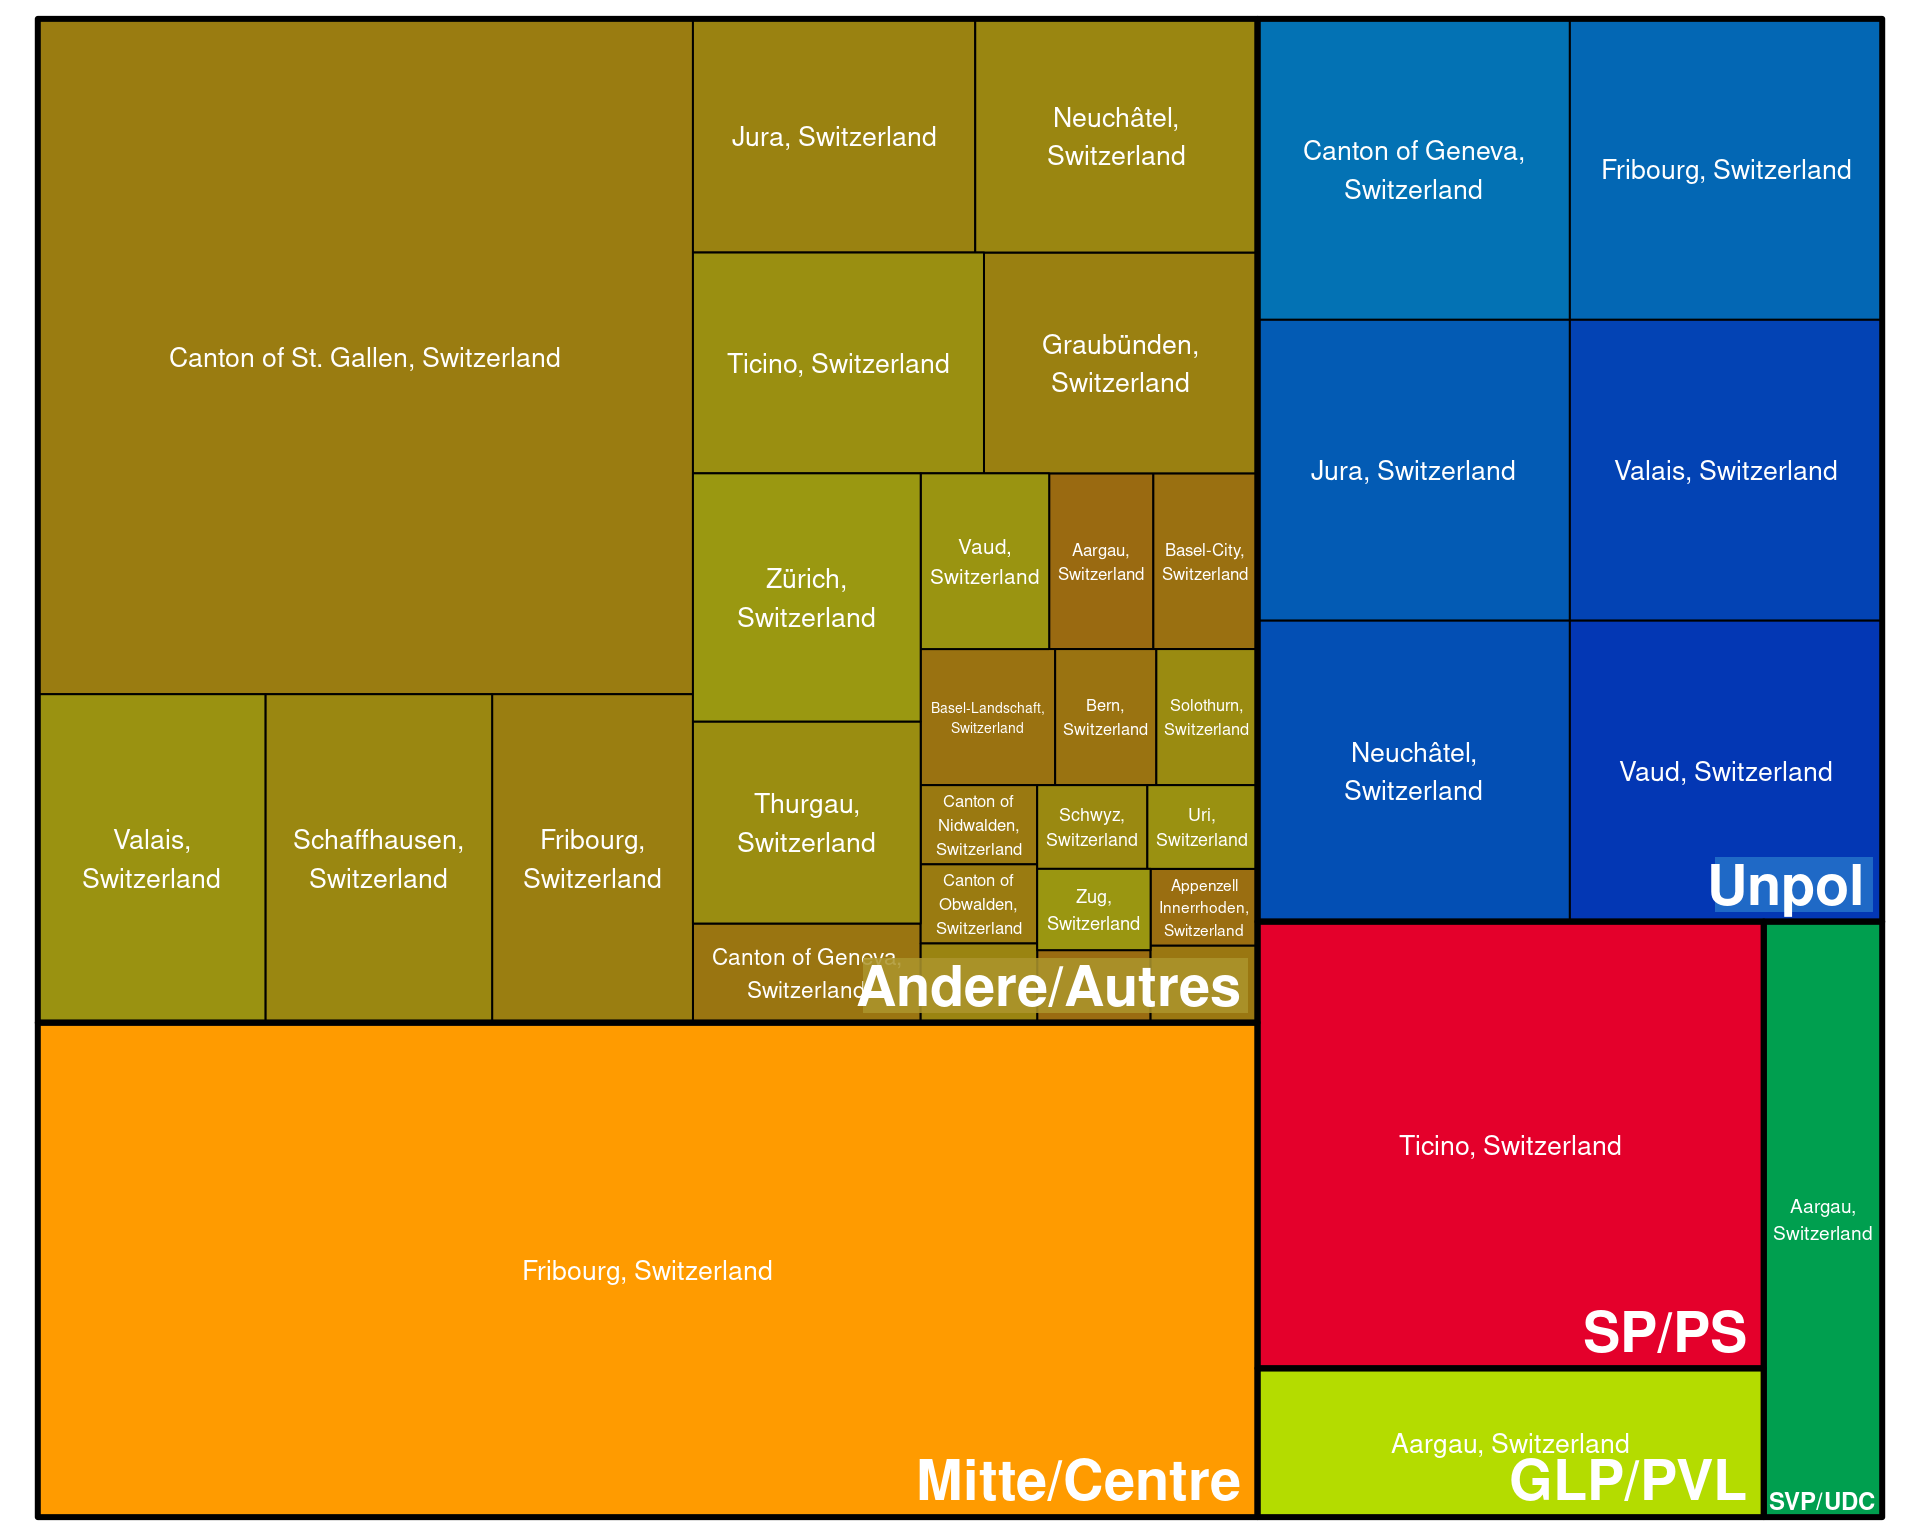 Canton of St. Gallen, Switzerland
Jura, Switzerland
Neuchâtel,
Switzerland
Ticino, Switzerland
Graubünden,
Switzerland
Valais,
Switzerland
Schaffhausen,
Switzerland
Fribourg,
Switzerland
Zürich,
Switzerland
Thurgau,
Switzerland
Canton of Geneva,
Switzerland
Vaud,
Switzerland
Aargau,
Switzerland
Basel-City,
Switzerland
Basel-Landschaft,
Switzerland
Bern,
Switzerland
Solothurn,
Switzerland
Canton of
Nidwalden,
Switzerland
Schwyz,
Switzerland
Uri,
Switzerland
Canton of
Obwalden,
Switzerland
Zug,
Switzerland
Appenzell
Innerrhoden,
Switzerland
Andere/Autres
Fribourg, Switzerland
Mitte/Centre
Canton of Geneva,
Switzerland
Fribourg, Switzerland
Jura, Switzerland
Valais, Switzerland
Neuchâtel,
Switzerland
Vaud, Switzerland
Unpol
Ticino, Switzerland
SP/PS
Aargau, Switzerland
GLP/PVL
Aargau,
Switzerland
SVP/UDC